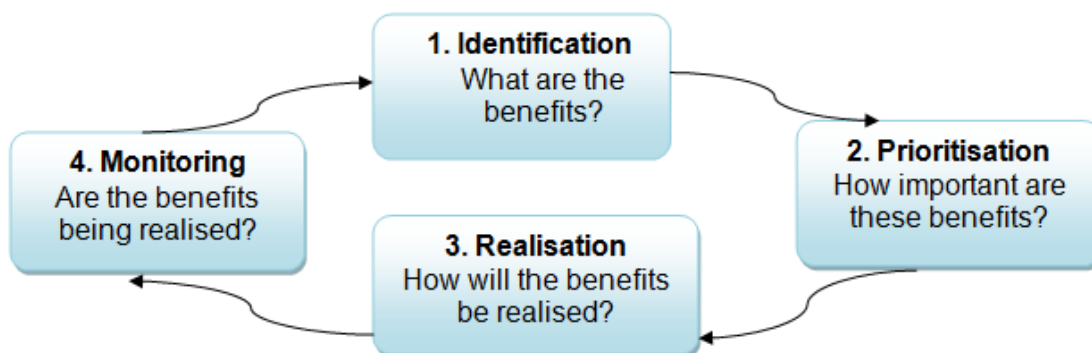 1. Identification
What are the
benefits?
2. Prioritisation
How important are
these benefits?
3. Realisation
How will the benefits
be realised?
4. Monitoring
Are the benefits
being realised?